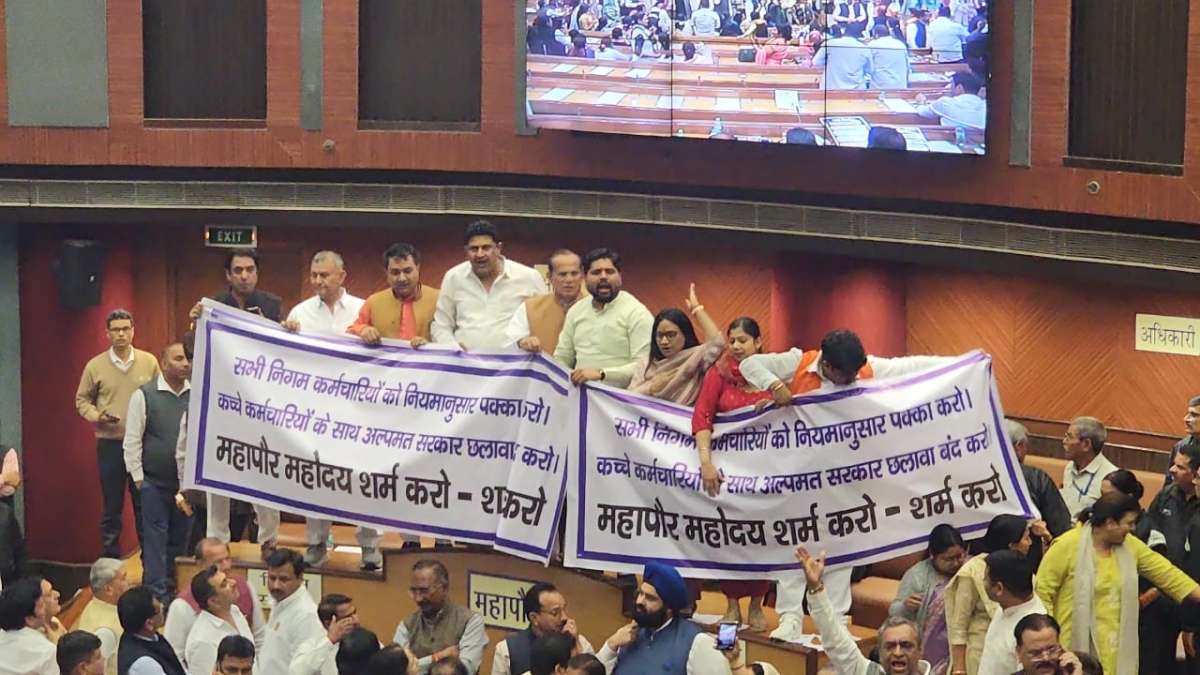 EXIT
अधिकारी
सभी निगम कर्मचारियों को नियमानुसार पक्का करो।
कच्चे कर्मचारियों के साथ अल्पमत सरकार छलावा करो।
महापौर महोदय शर्म करो - करो
सभी निगम कर्मचारियों को नियमानुसार पक्का करो।
कच्चे कर्मचारियों के साथ अल्पमत सरकार छलावा बंद करो।
महापौर महोदय शर्म करो - शर्म करो
महापौ